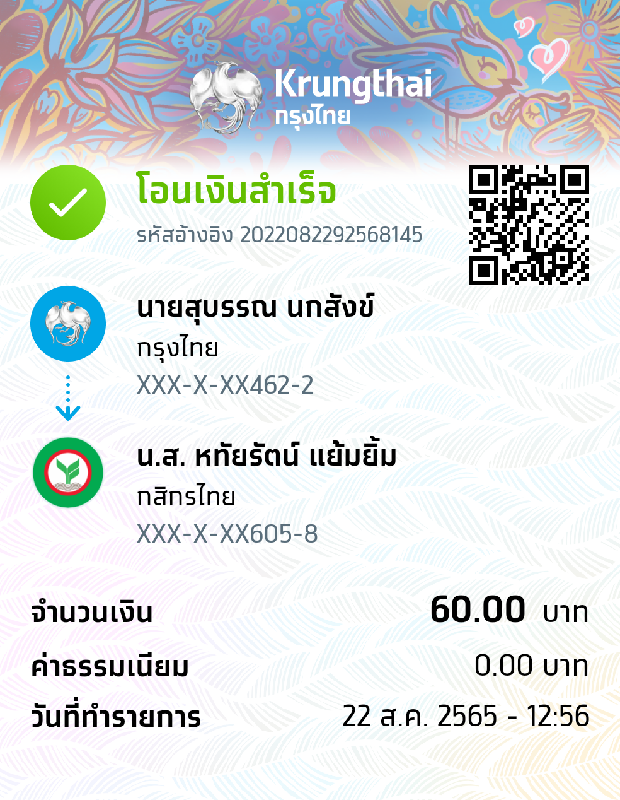 Krungthai
กรุงไทย
โอนเงินสำเร็จ
รหัสอ้างอิง 2022082292568145
นายสุบรรณ นกสังข์
กรุงไทย
XXX-X-XX462-2
น.ส. หทัยรัตน์ แย้มยิ้ม
กสิกรไทย
XXX-X-XX605-8
จำนวนเงิน 60.00 บาท
ค่าธรรมเนียม 0.00 บาท
วันที่ทำรายการ 22 ส.ค. 2565 - 12:56